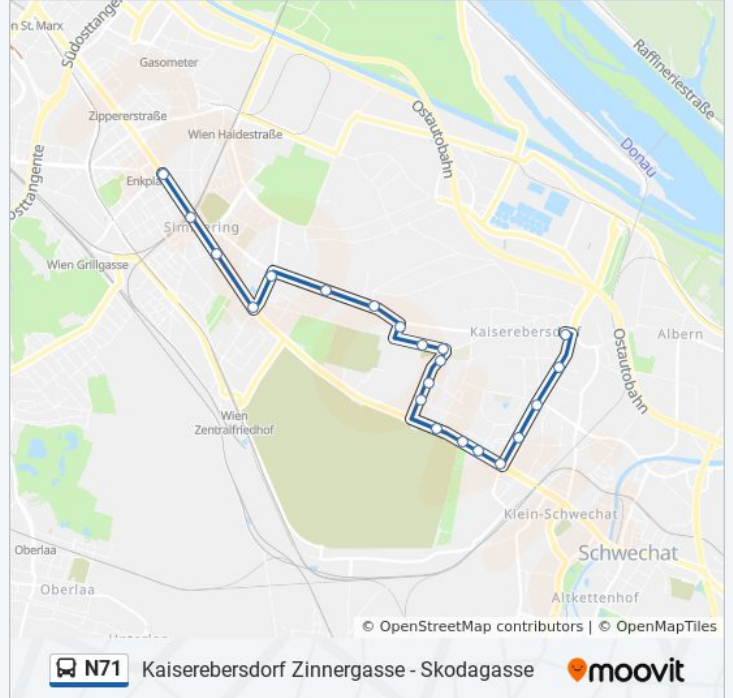 n St. Marx
Südosttangente
Gasometer
Raffineriestraße
Zippererstraße
Ostautobahn
Wien Haidestraße
Donau
Enkpla
osttangente
Simmering
Wien Grillgasse
Kaiserebersdorf
Albern
Ostautobahn
Wien
Zentralfriedhof
Klein-Schwechat
Oberlaa
Schwechat
Oberlaa
Altkettenhof
© OpenStreetMap contributors | © OpenMapTiles
N71 Kaiserebersdorf Zinnergasse - Skodagasse moovit